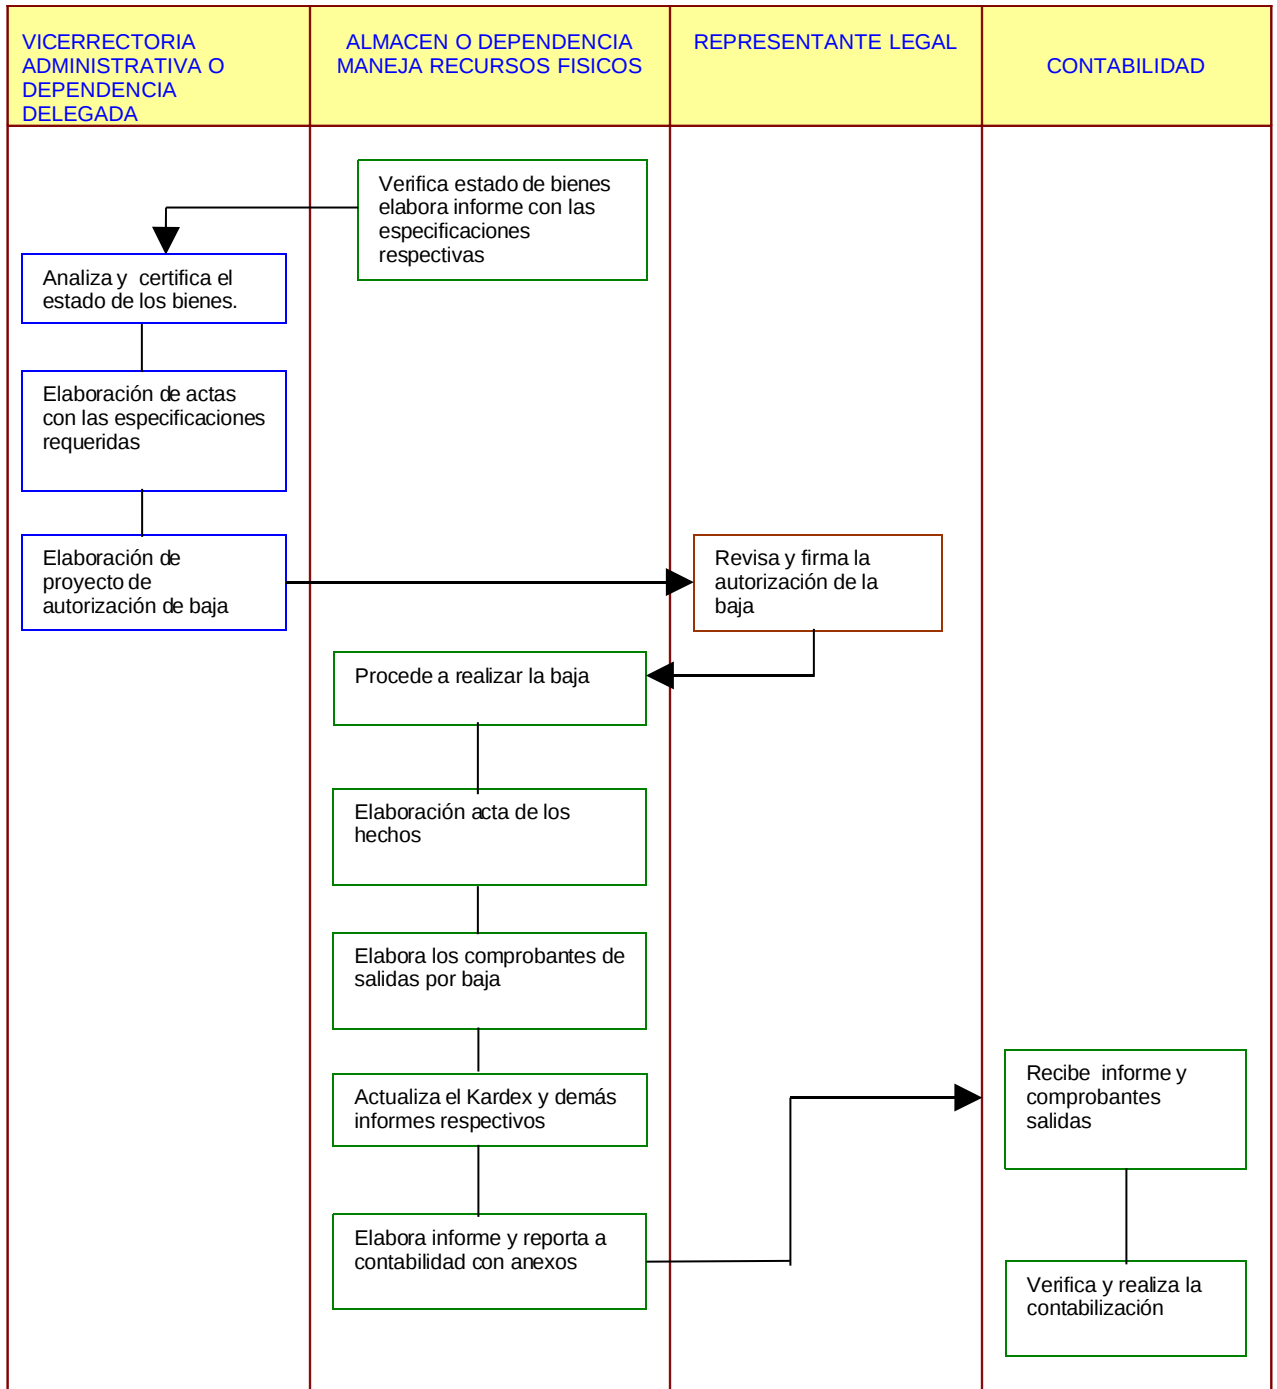 VICERRECTORIA
ADMINISTRATIVA O
DEPENDENCIA
DELEGADA
ALMACEN O DEPENDENCIA
MANEJA RECURSOS FISICOS
REPRESENTANTE LEGAL
CONTABILIDAD
Verifica estado de bienes
elabora informe con las
especificaciones
respectivas
Analiza y certifica el
estado de los bienes.
Elaboración de actas
con las especificaciones
requeridas
Elaboración de
proyecto de
autorización de baja
Revisa y firma la
autorización de la
baja
Procede a realizar la baja
Elaboración acta de los
hechos
Elabora los comprobantes de
salidas por baja
Actualiza el Kardex y demás
informes respectivos
Elabora informe y reporta a
contabilidad con anexos
Recibe informe y
comprobantes
salidas
Verifica y realiza la
contabilización